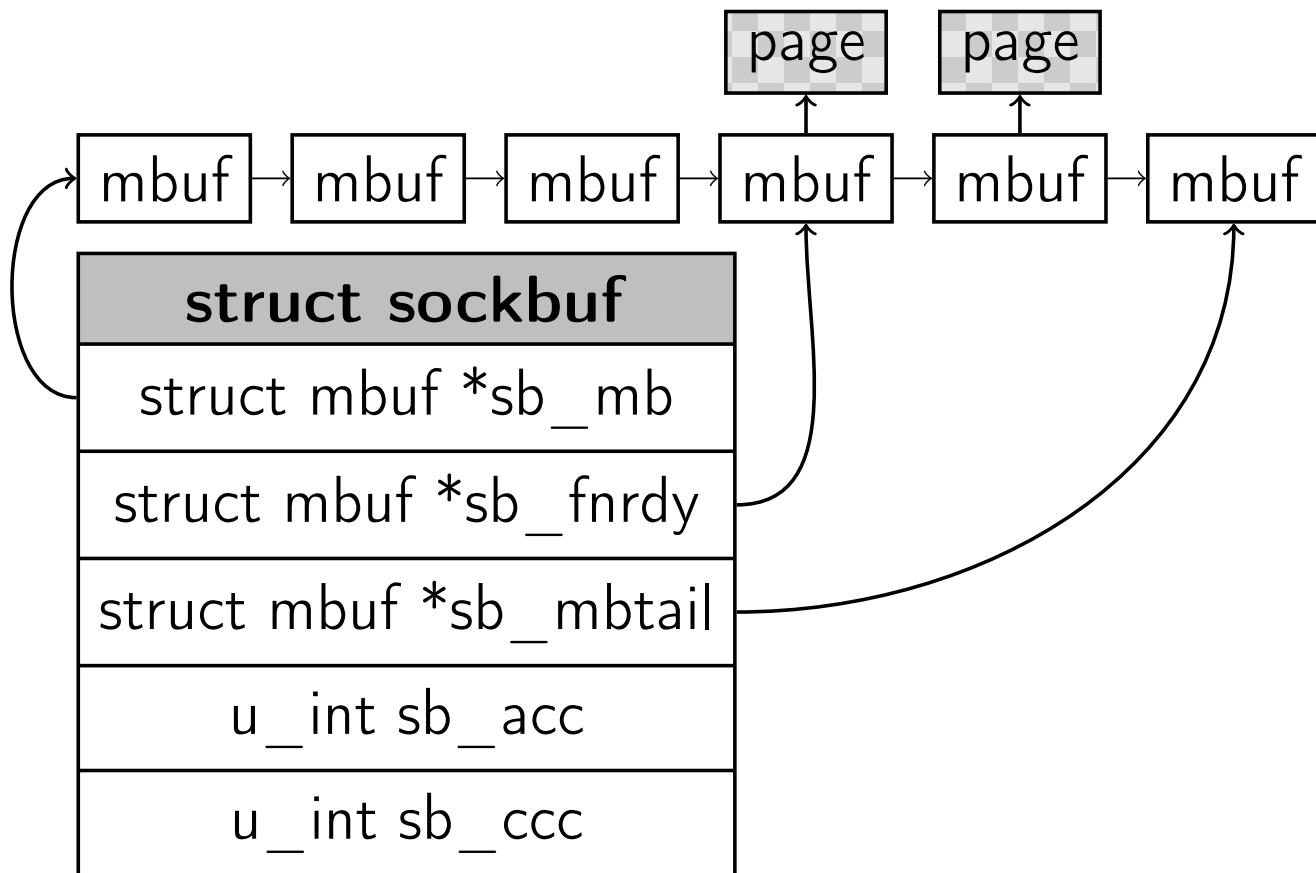 page page
mbuf mbuf mbuf mbuf mbuf mbuf
struct sockbuf
struct mbuf *sb_mb
struct mbuf *sb_fnrdy
struct mbuf *sb_mbtail
u_int sb_acc
u_int sb_ccc